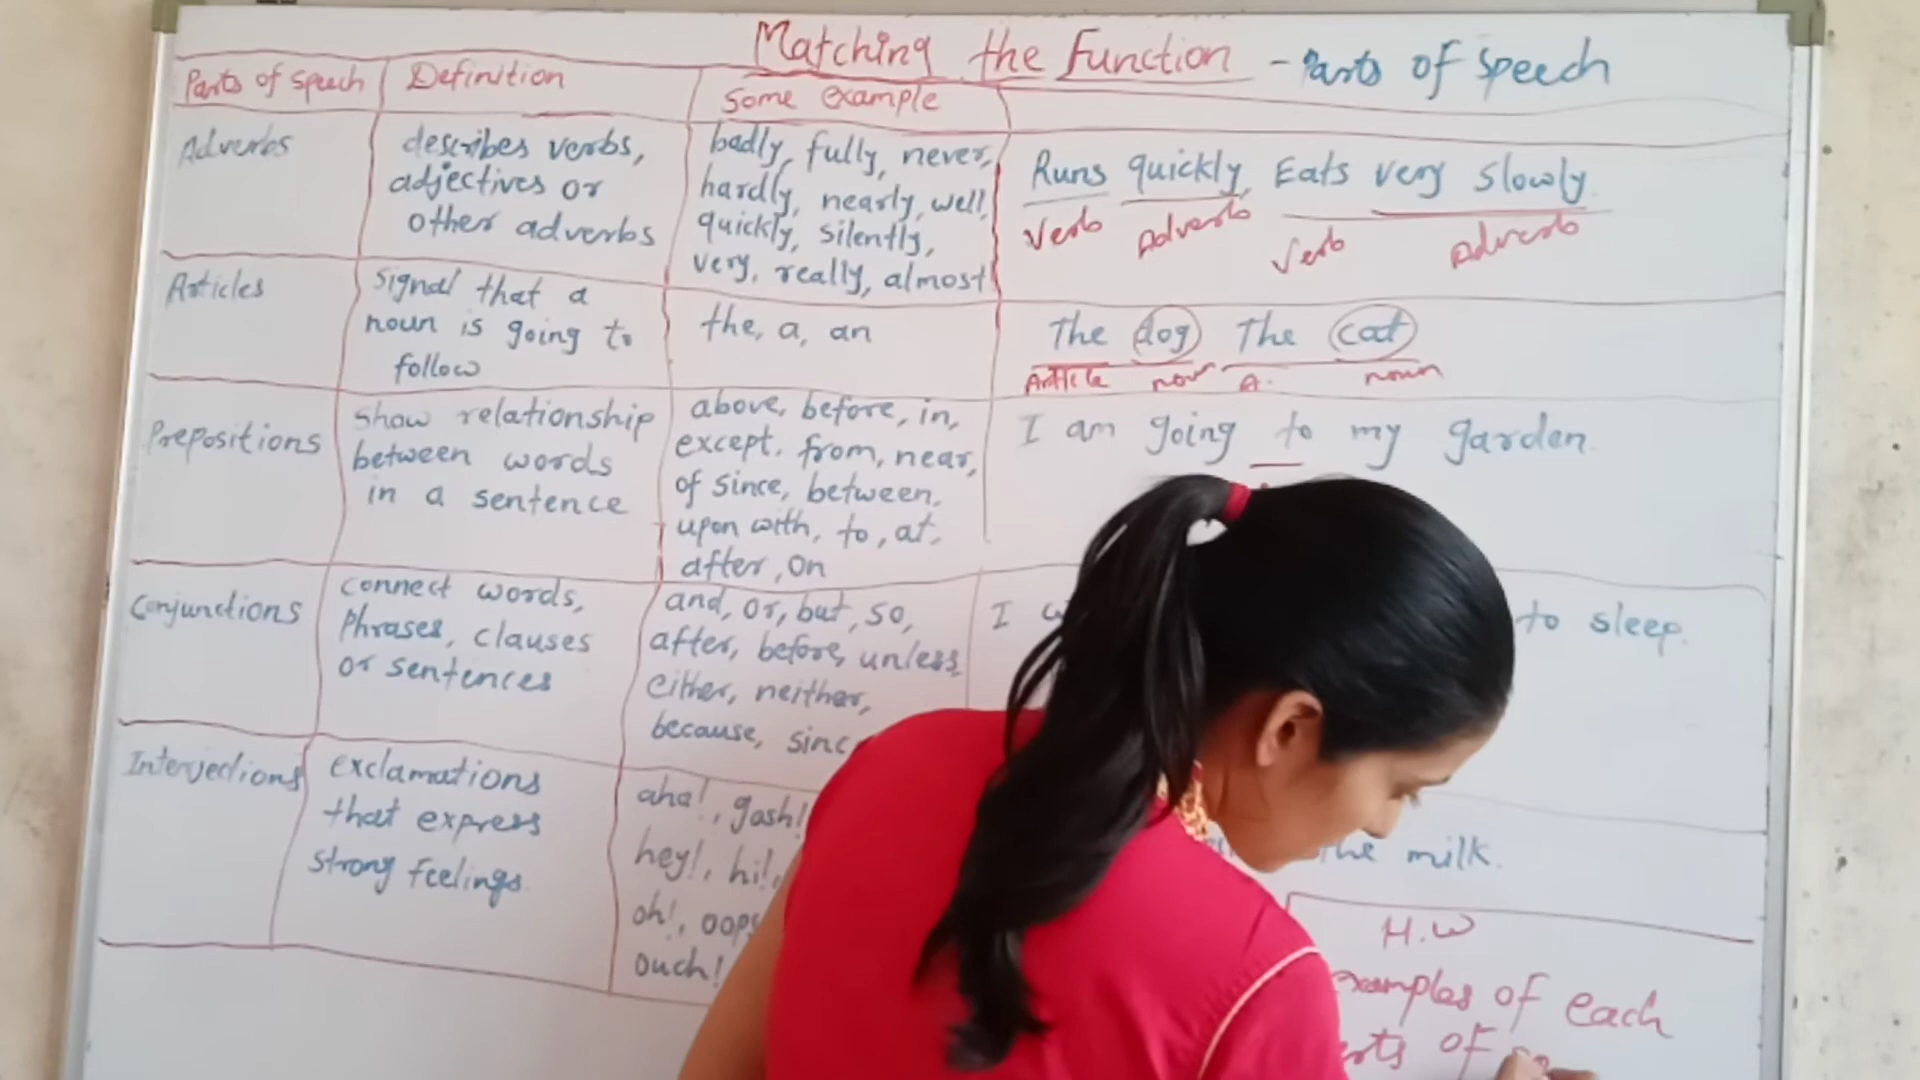 Matching the Function - Parts of Speech
Parts of speech
Definition
Some example
Adverbs
describes verbs,
adjectives or
other adverbs
badly, fully, never,
hardly, nearly, well,
quickly, silently,
very, really, almost
Runs quickly, Eats very slowly.
Verb Adverb Verb Adverb
Articles
signal that a
noun is going to
follow
the, a, an
The dog The cat
Article noun A. noun
Prepositions
show relationship
between words
in a sentence
above, before, in,
except, from, near,
of since, between,
upon with, to, at,
after, on
I am going to my garden.
Conjunctions
connect words,
Phrases, clauses
or sentences
and, or, but, so,
after, before, unless,
either, neither,
because, sinc
I to sleep.
Interjections
exclamations
that express
strong feelings.
aha!, gosh!
hey!, hi!,
oh!, oops
ouch!
the milk.
H.W
examples of each
of